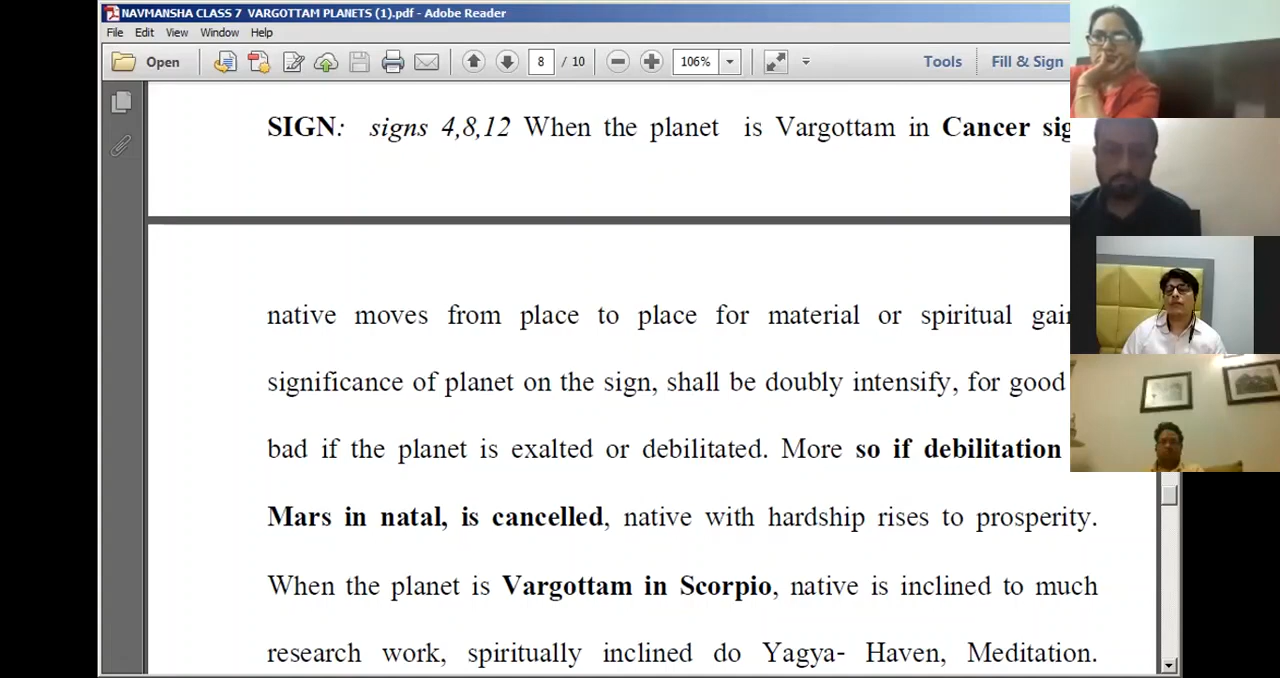 NAVMANSHA CLASS 7 VARGOTTAM PLANETS (1).pdf - Adobe Reader
File Edit View Window Help
Open 8 / 10 106% Tools Fill & Sign
SIGN: signs 4,8,12 When the planet is Vargottam in Cancer
native moves from place to place for material or spiritual
significance of planet on the sign, shall be doubly intensify, for good
bad if the planet is exalted or debilitated. More so if debilitation
Mars in natal, is cancelled, native with hardship rises to prosperity.
When the planet is Vargottam in Scorpio, native is inclined to much
research work, spiritually inclined do Yagya- Haven, Meditation.